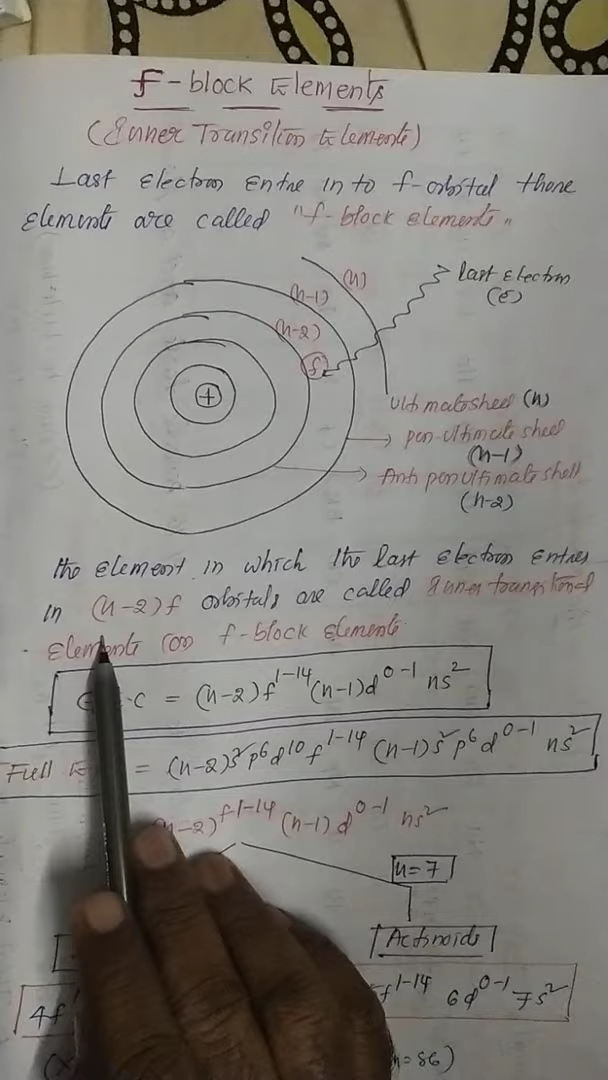 f-block Elements
(Inner Transition Elements)
Last electron Entre in to f-orbital those
elements are called "f-block elements"
(n)
(n-1)
(n-2)
f
+
last electron
(e)
Ultimate shell (n)
pen-ultimate shell
(n-1)
Anti penultimate shell
(n-2)
The element in which the last electron entres
in (n-2)f orbitals are called Inner transitional
Elements (or) f-block elements
C = (n-2)f¹⁻¹⁴ (n-1)d⁰⁻¹ ns²
Full = (n-2)s²p⁶d¹⁰f¹⁻¹⁴ (n-1)s²p⁶d⁰⁻¹ ns²
-2)f¹⁻¹⁴ (n-1)d⁰⁻¹ ns²
n=7
Actinoids
4f
f¹⁻¹⁴ 6d⁰⁻¹ 7s²
=86)